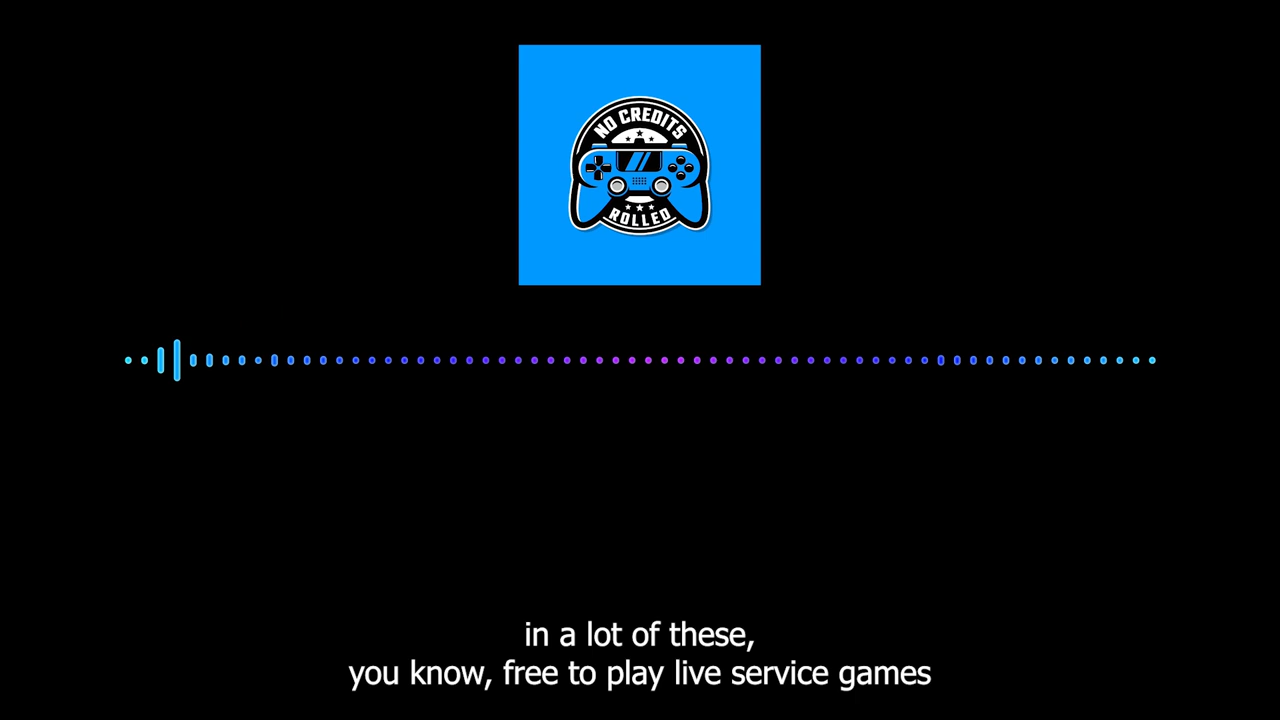 NO CREDITS
ROLLED
in a lot of these,
you know, free to play live service games